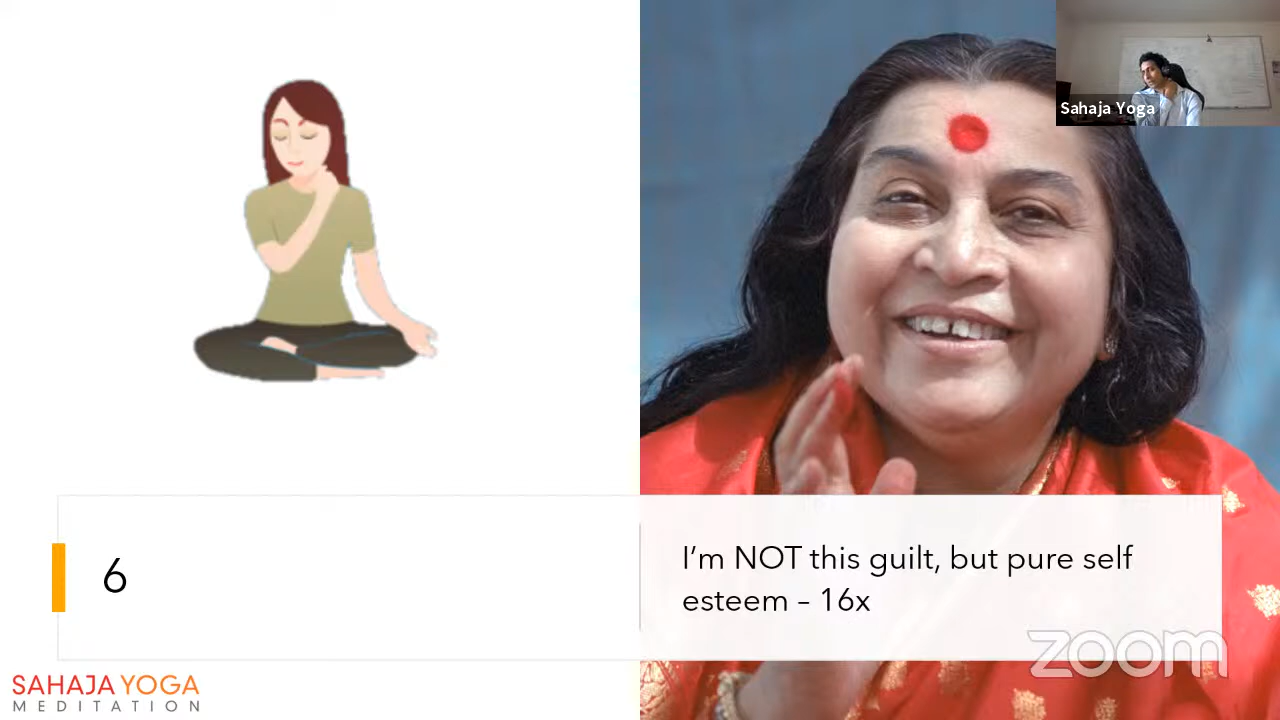 Sahaja Yoga
6
I'm NOT this guilt, but pure self
esteem – 16x
zoom
SAHAJA YOGA
MEDITATION